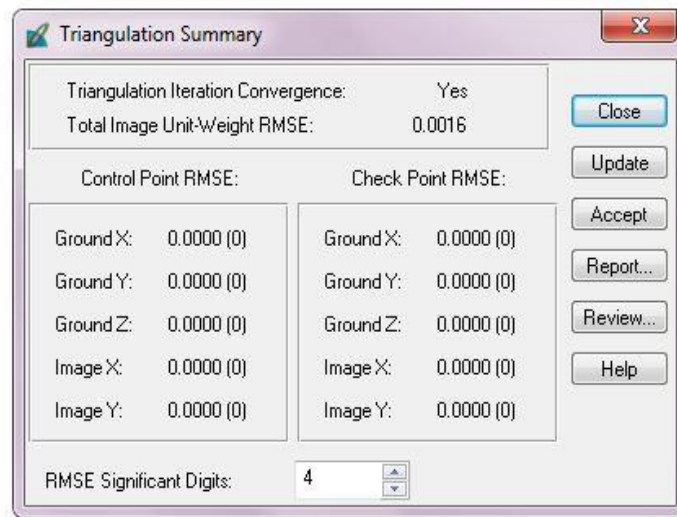 Triangulation Summary
Triangulation Iteration Convergence: Yes
Total Image Unit-Weight RMSE: 0.0016
Control Point RMSE:
Ground X: 0.0000 (0)
Ground Y: 0.0000 (0)
Ground Z: 0.0000 (0)
Image X: 0.0000 (0)
Image Y: 0.0000 (0)
Check Point RMSE:
Ground X: 0.0000 (0)
Ground Y: 0.0000 (0)
Ground Z: 0.0000 (0)
Image X: 0.0000 (0)
Image Y: 0.0000 (0)
RMSE Significant Digits: 4
Close
Update
Accept
Report...
Review...
Help